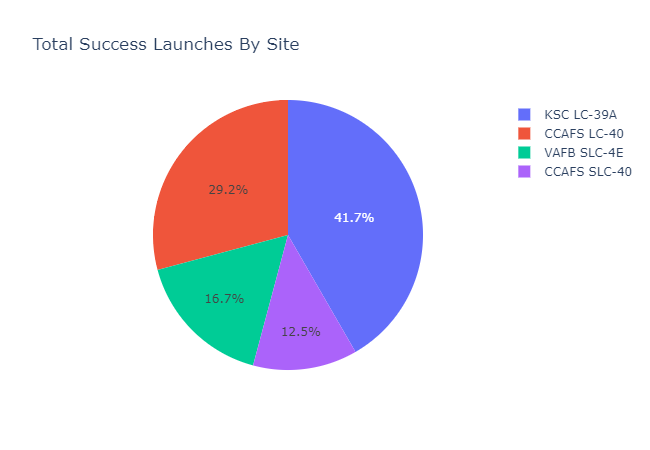 Total Success Launches By Site
KSC LC-39A
CCAFS LC-40
VAFB SLC-4E
CCAFS SLC-40
29.2%
41.7%
16.7%
12.5%